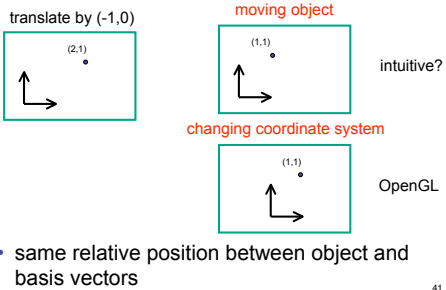 translate by (-1,0)
(2,1)
moving object
(1,1)
intuitive?
changing coordinate system
(1,1)
OpenGL
• same relative position between object and
basis vectors
41